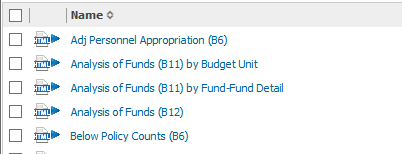 Name
Adj Personnel Appropriation (B6)
Analysis of Funds (B11) by Budget Unit
Analysis of Funds (B11) by Fund-Fund Detail
Analysis of Funds (B12)
Below Policy Counts (B6)